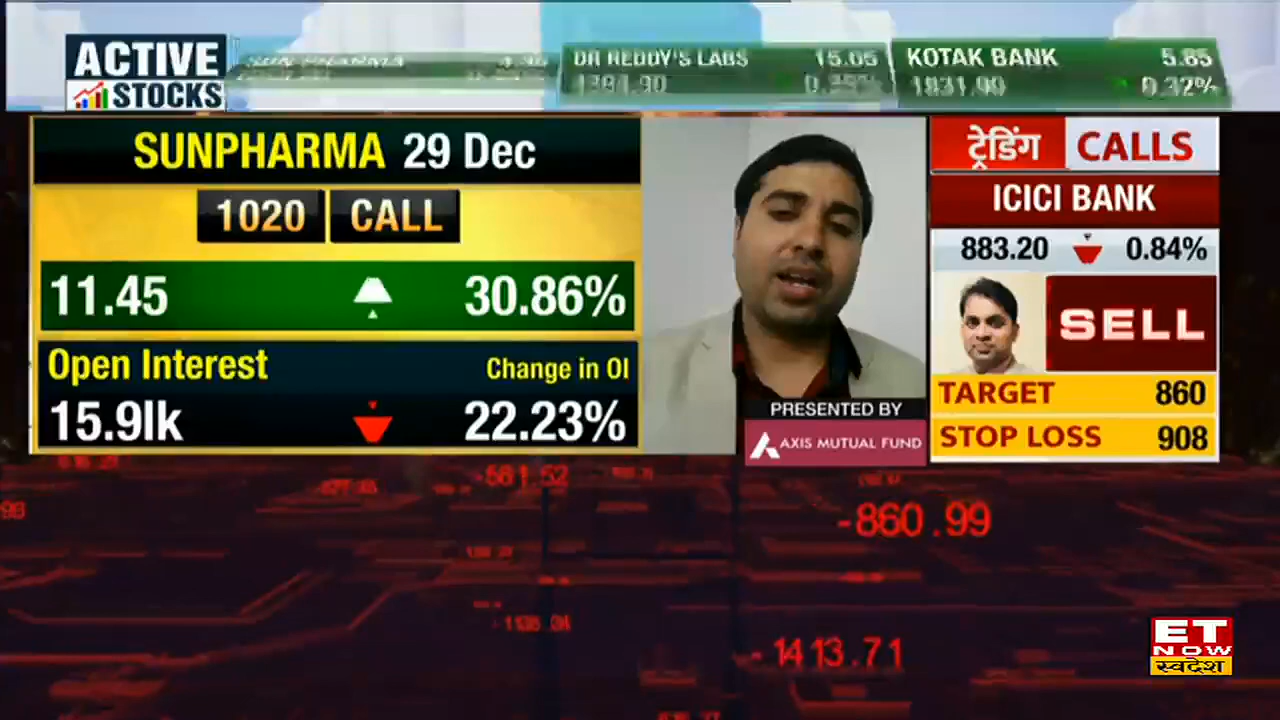 ACTIVE
STOCKS
DR REDDY'S LABS 15.05
KOTAK BANK 5.85
1831.90 0.32%
SUNPHARMA 29 Dec
1020 CALL
11.45 30.86%
Open Interest Change in OI
15.9lk 22.23%
PRESENTED BY
AXIS MUTUAL FUND
ट्रेडिंग CALLS
ICICI BANK
883.20 0.84%
SELL
TARGET 860
STOP LOSS 908
-561.52
-860.99
-1413.71
ET
NOW
स्वदेश